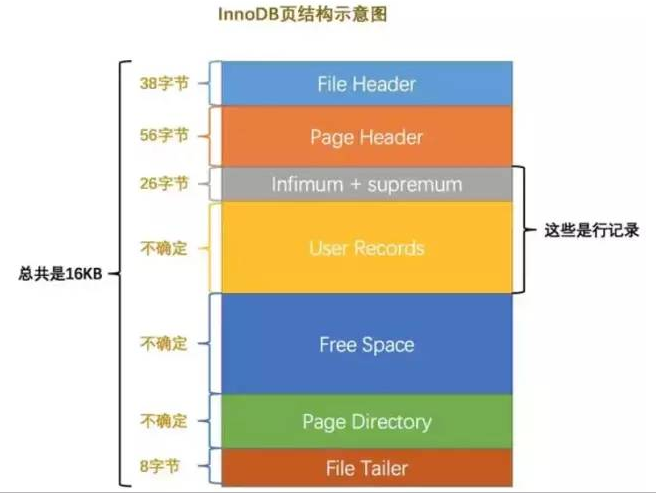 InnoDB页结构示意图
38字节
File Header
56字节
Page Header
26字节
Infimum + supremum
不确定
User Records
这些是行记录
总共是16KB
不确定
Free Space
不确定
Page Directory
8字节
File Tailer